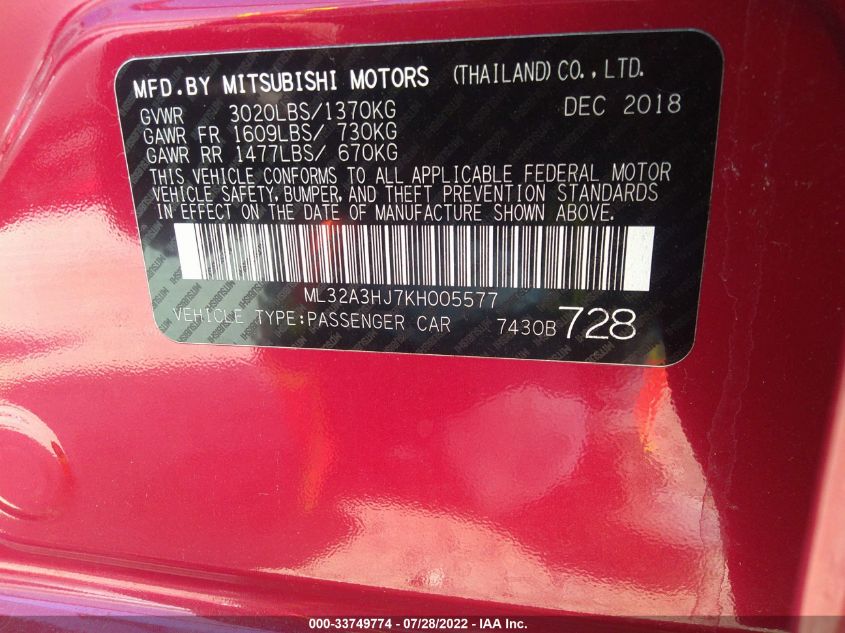 MFD.BY MITSUBISHI MOTORS (THAILAND)CO.,LTD.
GVWR 3020LBS/1370KG DEC 2018
GAWR FR 1609LBS/ 730KG
GAWR RR 1477LBS/ 670KG
THIS VEHICLE CONFORMS TO ALL APPLICABLE FEDERAL MOTOR
VEHICLE SAFETY, BUMPER, AND THEFT PREVENTION STANDARDS
IN EFFECT ON THE DATE OF MANUFACTURE SHOWN ABOVE.
ML32A3HJ7KH005577
VEHICLE TYPE:PASSENGER CAR 7430B 728
000-33749774 / 07/28/2022 - IAA Inc.